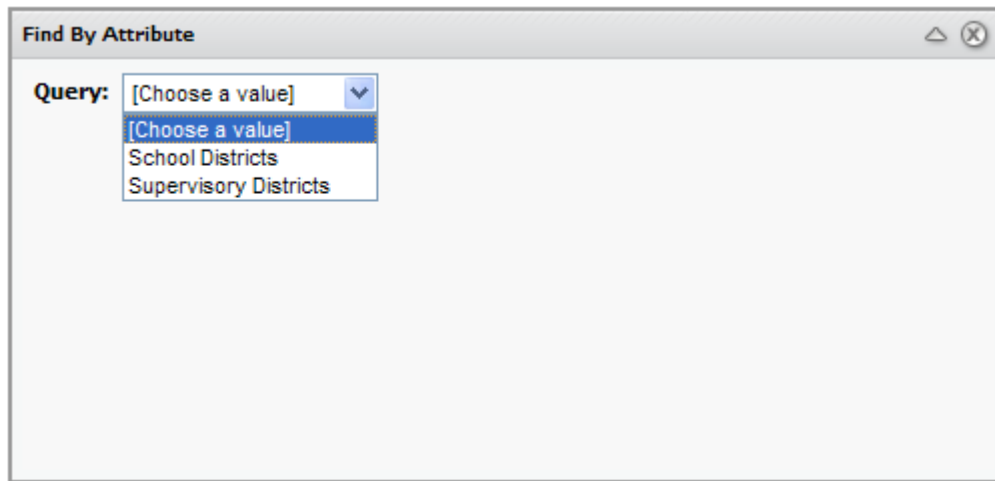 Find By Attribute
Query: [Choose a value]
[Choose a value]
School Districts
Supervisory Districts